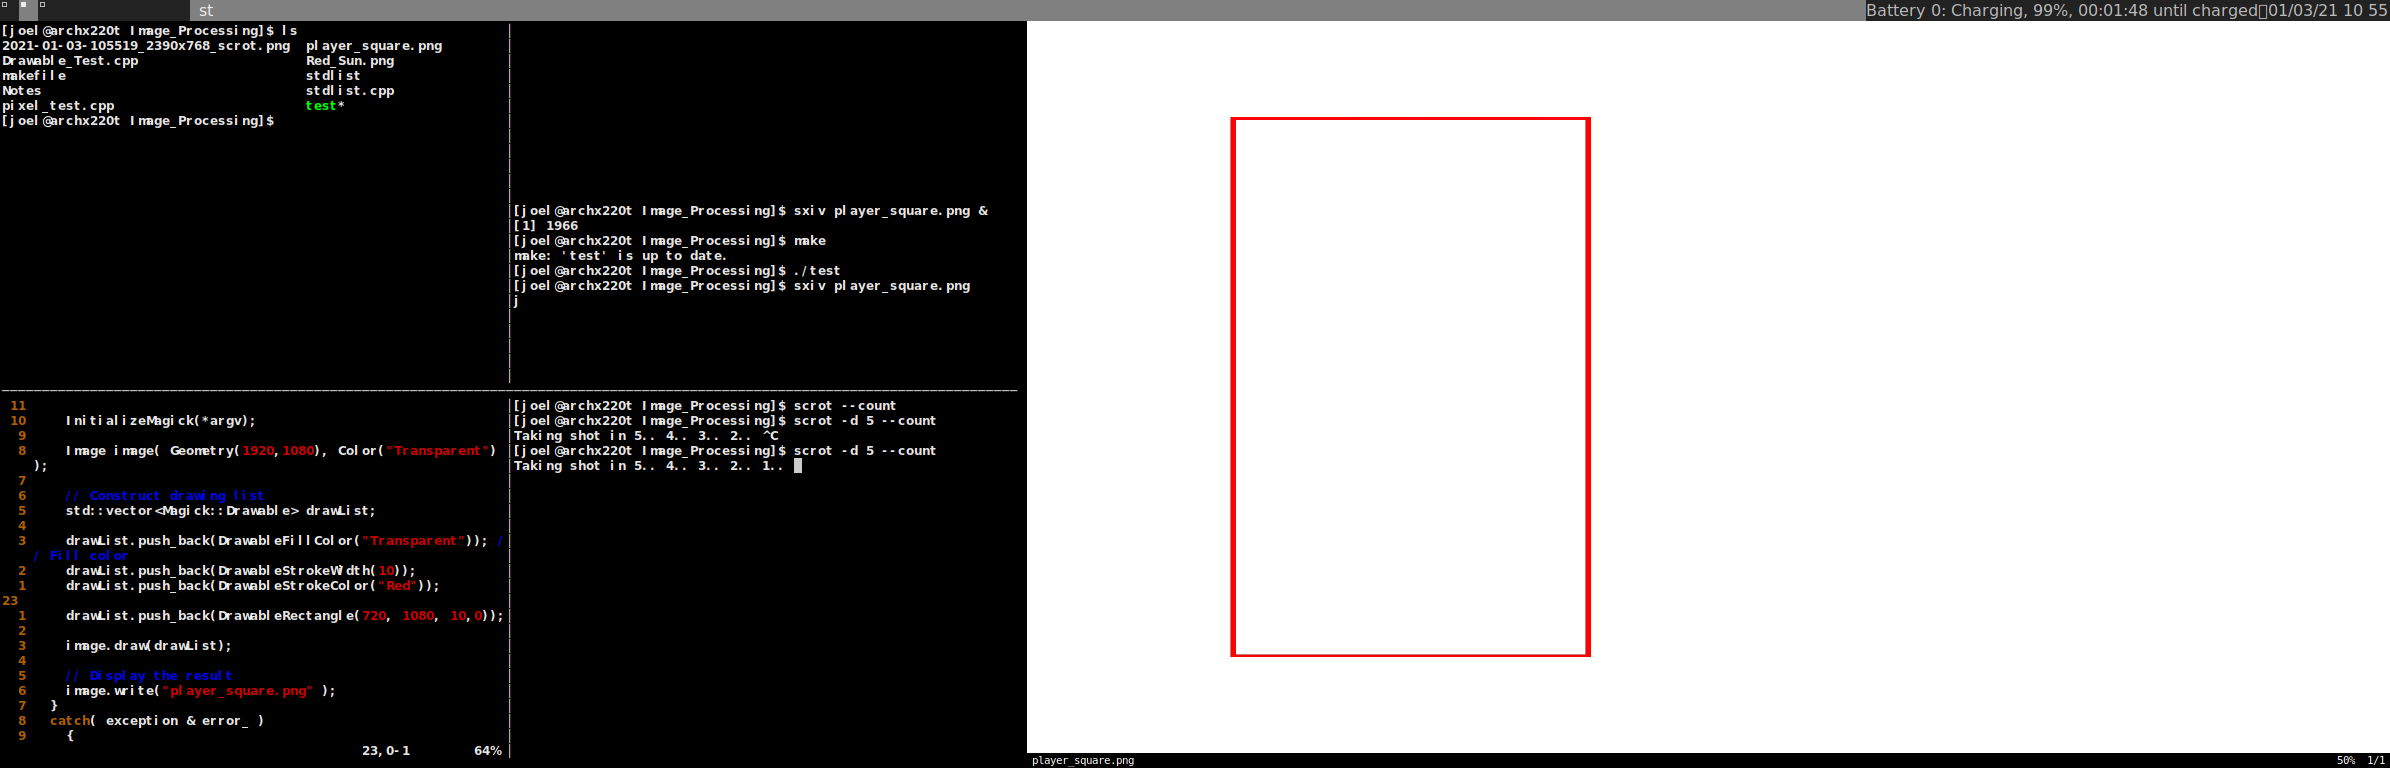 st
Battery 0: Charging, 99%, 00:01:48 until charged▯01/03/21 10 55
[joel@archx220t Image_Processing]$ ls
2021-01-03-105519_2390x768_scrot.png  player_square.png
Drawable_Test.cpp                     Red_Sun.png
makefile                              stdlist
Notes                                 stdlist.cpp
pixel_test.cpp                        test*
[joel@archx220t Image_Processing]$
[joel@archx220t Image_Processing]$ sxiv player_square.png &
[1] 1966
[joel@archx220t Image_Processing]$ make
make: 'test' is up to date.
[joel@archx220t Image_Processing]$ ./test
[joel@archx220t Image_Processing]$ sxiv player_square.png
j
11
10     InitializeMagick(*argv);
9
8     Image image( Geometry(1920,1080), Color("Transparent")
);
7
6     // Construct drawing list
5     std::vector<Magick::Drawable> drawList;
4
3     drawList.push_back(DrawableFillColor("Transparent")); /
/ Fill color
2     drawList.push_back(DrawableStrokeWidth(10));
1     drawList.push_back(DrawableStrokeColor("Red"));
23
1     drawList.push_back(DrawableRectangle(720, 1080, 10,0));
2
3     image.draw(drawList);
4
5     // Display the result
6     image.write("player_square.png" );
7   }
8   catch( exception & error_ )
9     {
23,0-1        64%
[joel@archx220t Image_Processing]$ scrot --count
[joel@archx220t Image_Processing]$ scrot -d 5 --count
Taking shot in 5.. 4.. 3.. 2.. ^C
[joel@archx220t Image_Processing]$ scrot -d 5 --count
Taking shot in 5.. 4.. 3.. 2.. 1..
player_square.png
50%  1/1